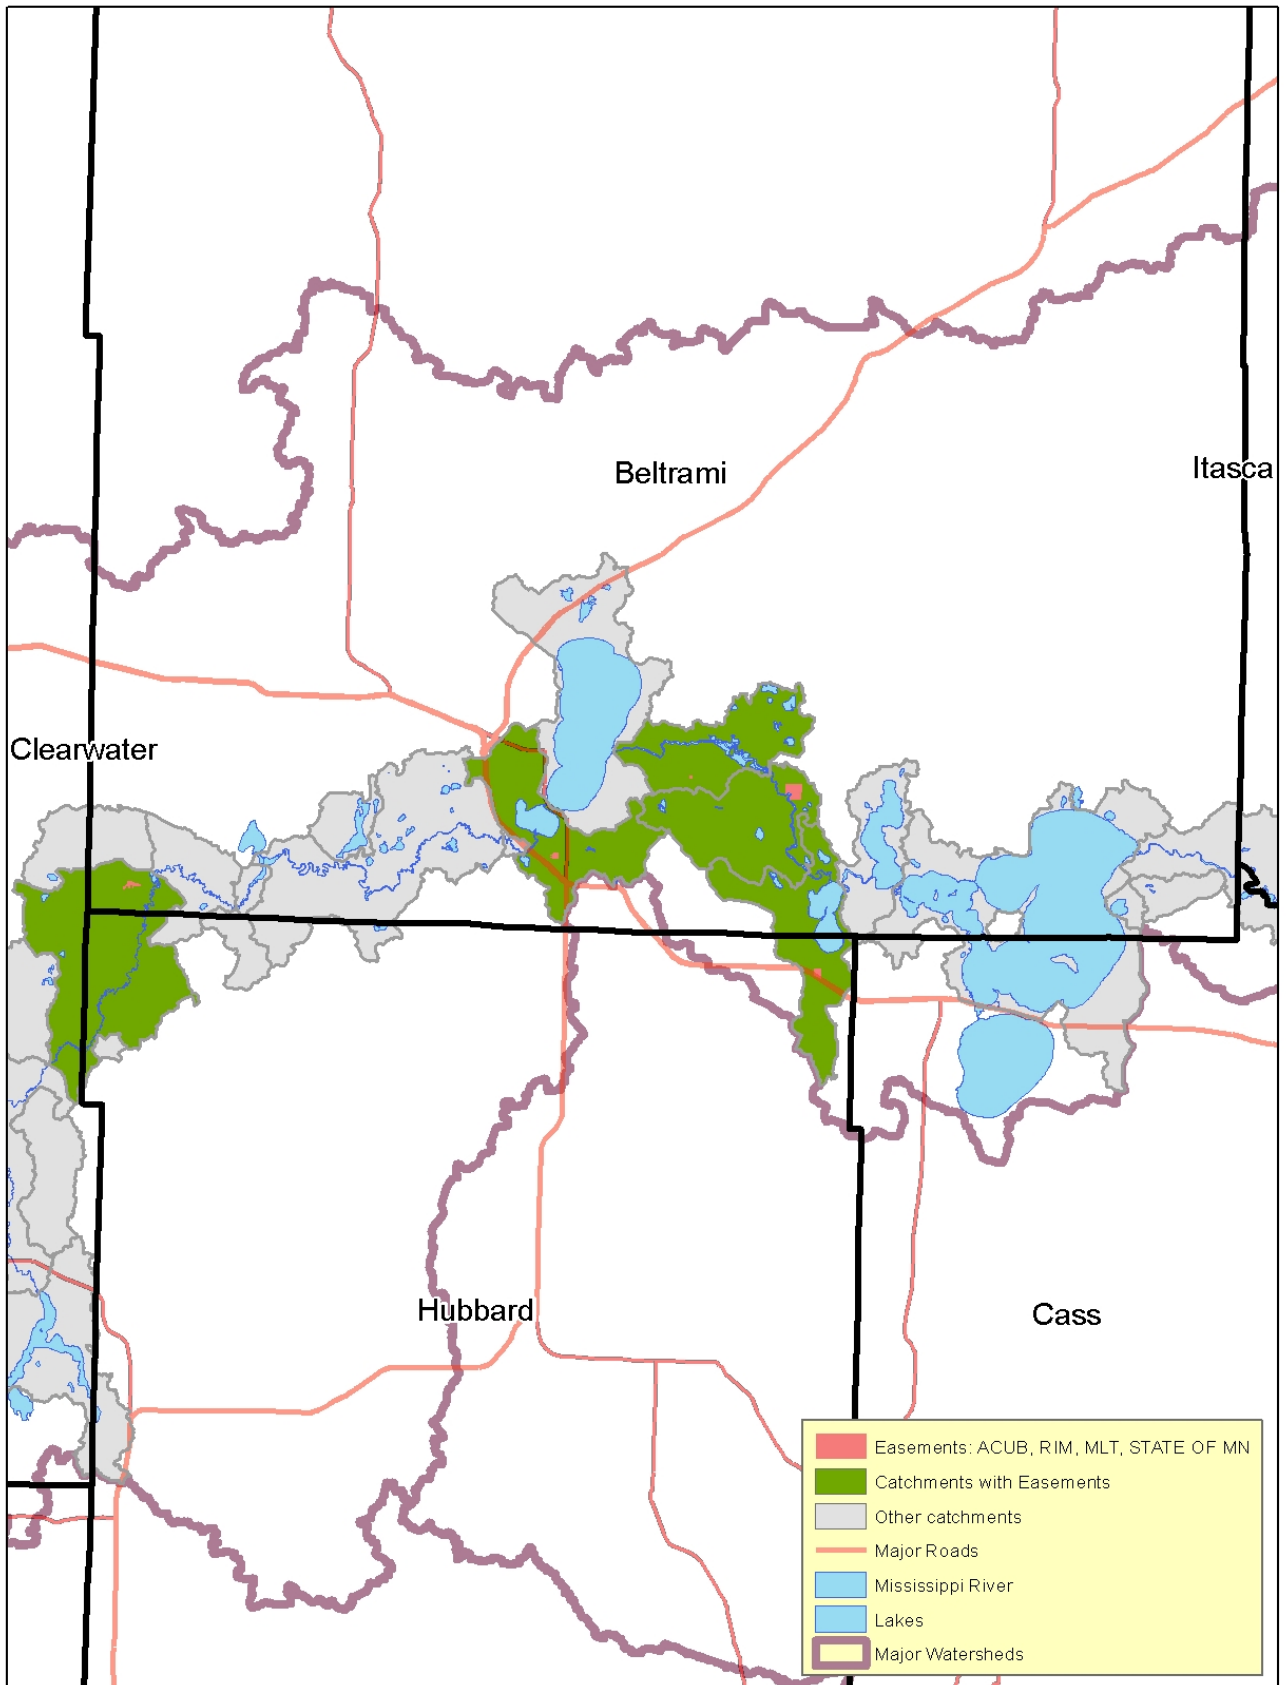 Beltrami
Itasca
Clearwater
Hubbard
Cass
Easements: ACUB, RIM, MLT, STATE OF MN
Catchments with Easements
Other catchments
Major Roads
Mississippi River
Lakes
Major Watersheds